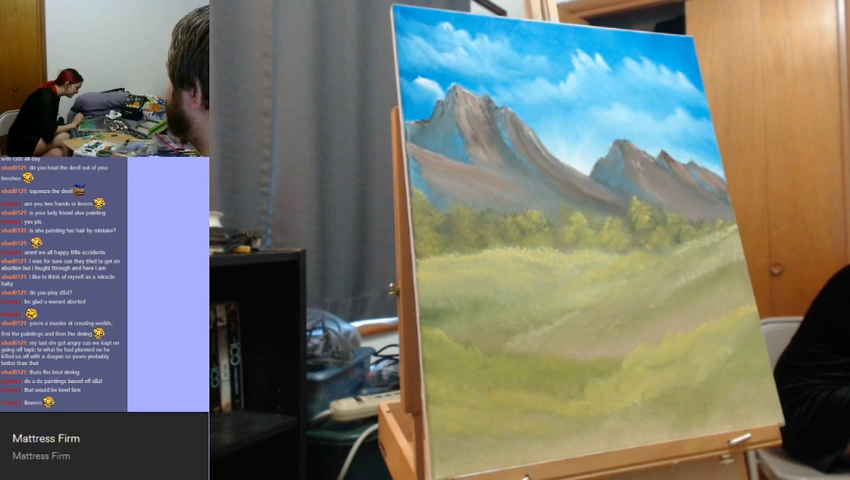 with cats all day
shad0121: do you beat the devil out of your
brushes
shad0121: squeeze the devil
are you two friends or lovers
shad0121: is your lady friend also painting
yes pls
shad0121: is she painting her hair by mistake?
shad0121:
arent we all happy little accidents
shad0121: i was for sure cus they tried to get an
abortion but i fought through and here i am
shad0121: i like to think of myself as a miracle
baby
shad0121: do you play d&d?
im glad u werent aborted
shad0121: youre a master at creating worlds,
first the paintings and then the dming
shad0121: my last dm got angry cus we kept on
going off topic to what he had planned so he
killed us off with a dragon so youre probably
better than that
shad0121: thats the best dming
do u do paintings based off d&d
that would be kewl fam
flowers
Mattress Firm
Mattress Firm